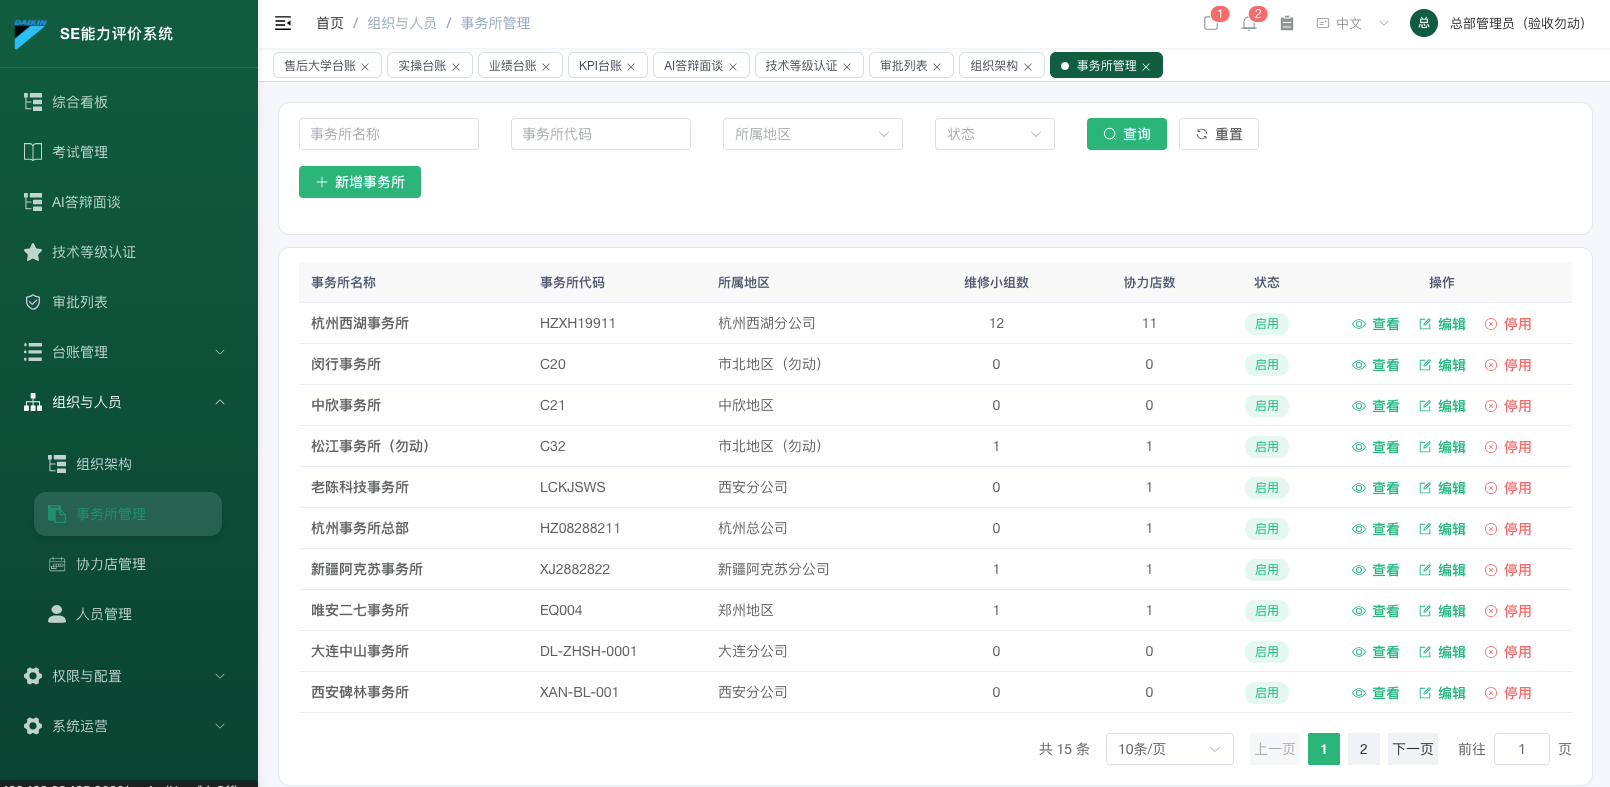 DAIKIN
SE能力评价系统
综合看板
考试管理
AI答辩面谈
技术等级认证
审批列表
台账管理
组织与人员
组织架构
事务所管理
协力店管理
人员管理
权限与配置
系统运营
首页 / 组织与人员 / 事务所管理
1
2
中文
总
总部管理员（验收勿动）
售后大学台账
实操台账
业绩台账
KPI台账
AI答辩面谈
技术等级认证
审批列表
组织架构
事务所管理
事务所名称
事务所代码
所属地区
状态
查询
重置
新增事务所
事务所名称 事务所代码 所属地区 维修小组数 协力店数 状态 操作
杭州西湖事务所 HZXH19911 杭州西湖分公司 12 11 启用 查看 编辑 停用
闵行事务所 C20 市北地区（勿动） 0 0 启用 查看 编辑 停用
中欣事务所 C21 中欣地区 0 0 启用 查看 编辑 停用
松江事务所（勿动） C32 市北地区（勿动） 1 1 启用 查看 编辑 停用
老陈科技事务所 LCKJSWS 西安分公司 0 1 启用 查看 编辑 停用
杭州事务所总部 HZ08288211 杭州总公司 0 1 启用 查看 编辑 停用
新疆阿克苏事务所 XJ2882822 新疆阿克苏分公司 1 1 启用 查看 编辑 停用
唯安二七事务所 EQ004 郑州地区 1 1 启用 查看 编辑 停用
大连中山事务所 DL-ZHSH-0001 大连分公司 0 0 启用 查看 编辑 停用
西安碑林事务所 XAN-BL-001 西安分公司 0 0 启用 查看 编辑 停用
共 15 条 10条/页 上一页 1 2 下一页 前往 1 页